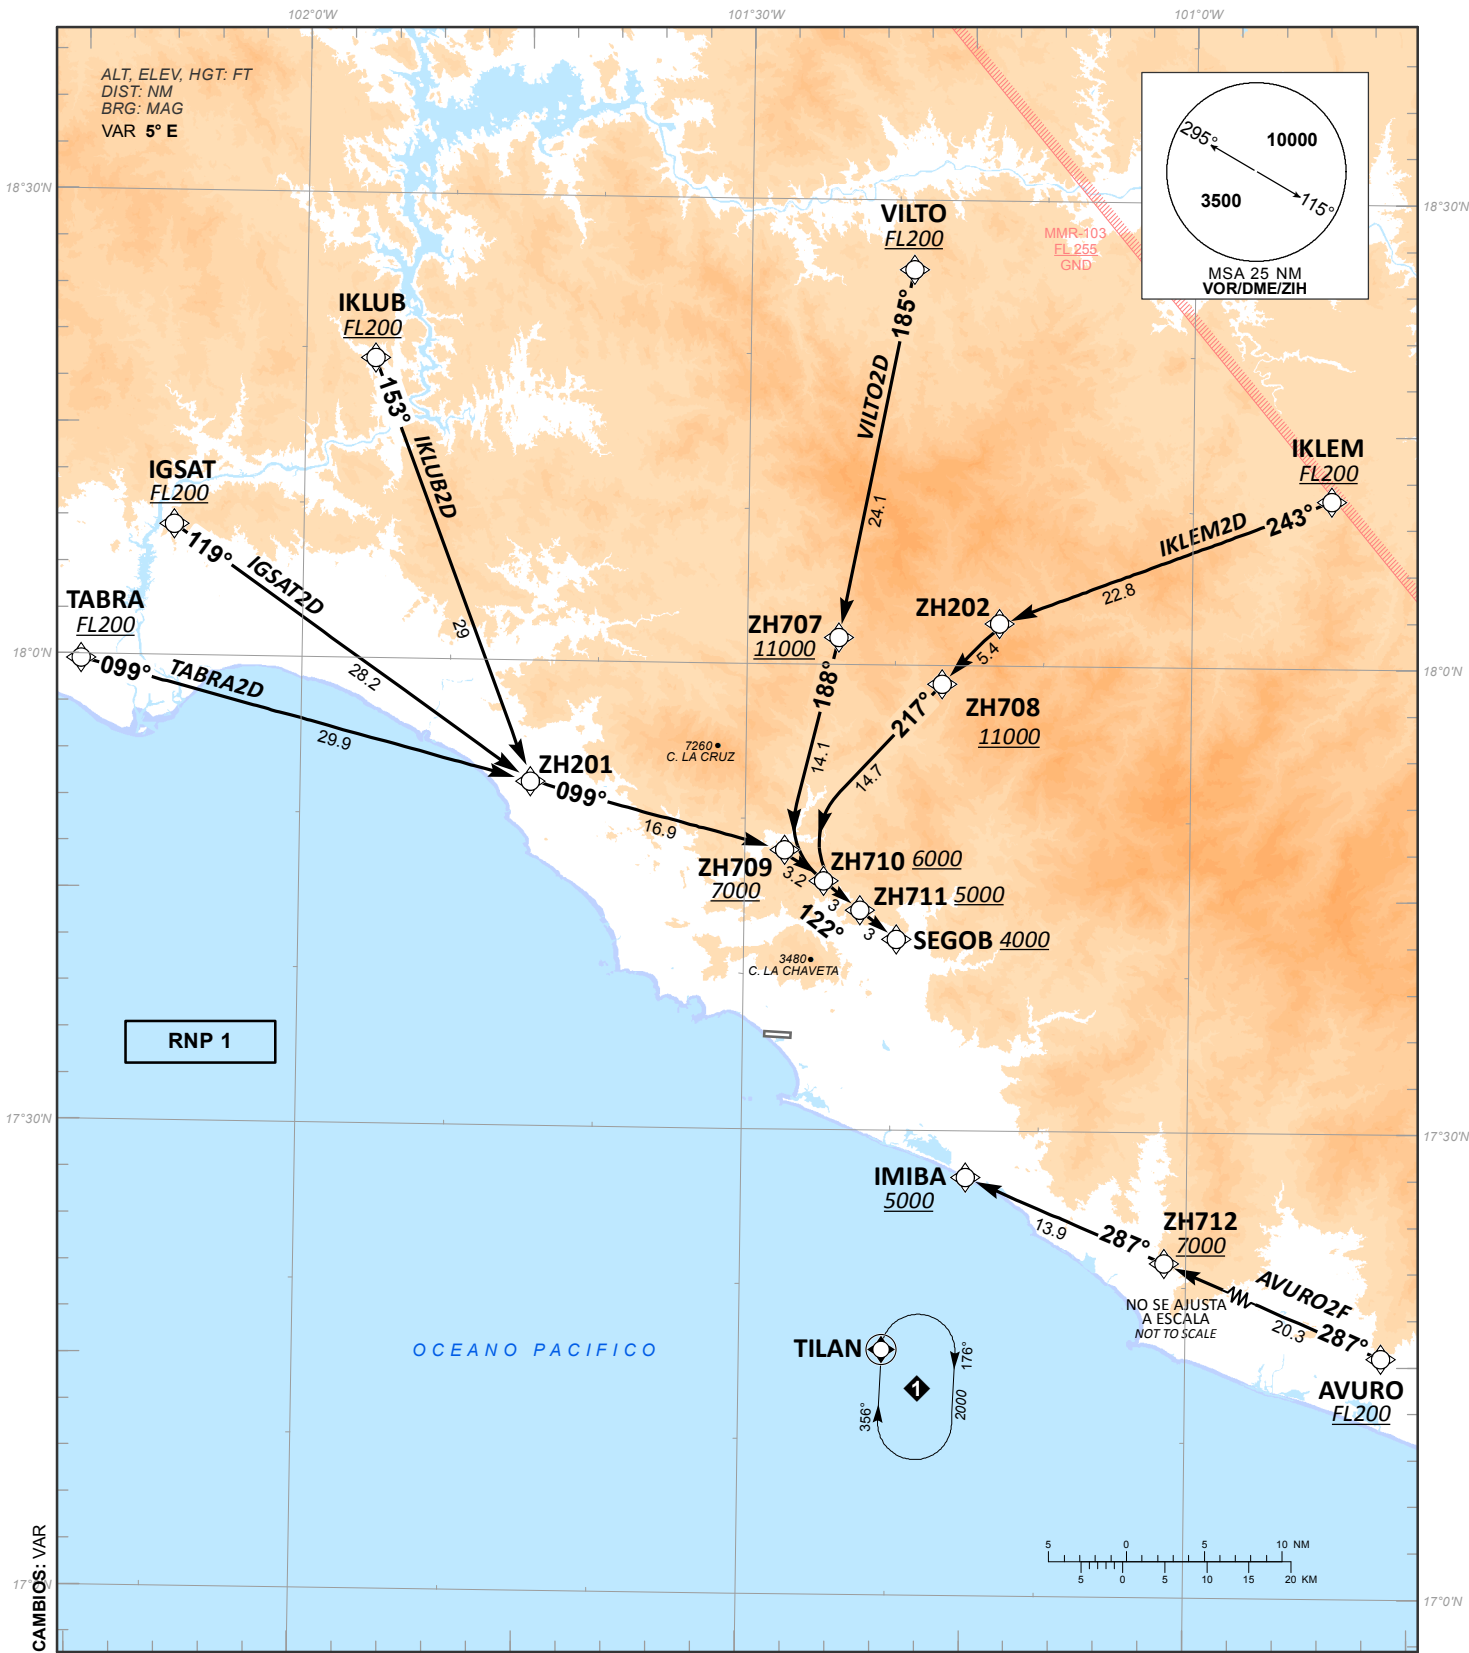 102°0'W
101°30'W
101°0'W
ALT, ELEV, HGT: FT
DIST: NM
BRG: MAG
VAR 5° E
295°
10000
3500
115°
MSA 25 NM
VOR/DME/ZIH
18°30'N
18°30'N
VILTO
FL200
MMR-103
FL 255
GND
185°
VILTO2D
24.1
IKLUB
FL200
153°
IKLUB2D
29
IGSAT
FL200
119°
IGSAT2D
28.2
IKLEM
FL200
243°
IKLEM2D
22.8
TABRA
FL200
099°
TABRA2D
29.9
18°0'N
18°0'N
ZH707
11000
188°
14.1
ZH202
5.4
ZH708
11000
217°
14.7
7260
C. LA CRUZ
ZH201
099°
16.9
ZH709
7000
3.2
ZH710 6000
3
ZH711 5000
122°
3
SEGOB 4000
3480
C. LA CHAVETA
RNP 1
17°30'N
17°30'N
IMIBA
5000
13.9
287°
ZH712
7000
AVURO2F
NO SE AJUSTA
A ESCALA
NOT TO SCALE
20.3
287°
AVURO
FL200
OCEANO PACIFICO
TILAN
176°
1
356°
2000
5 0 5 10 NM
5 0 5 10 15 20 KM
17°0'N
17°0'N
CAMBIOS: VAR